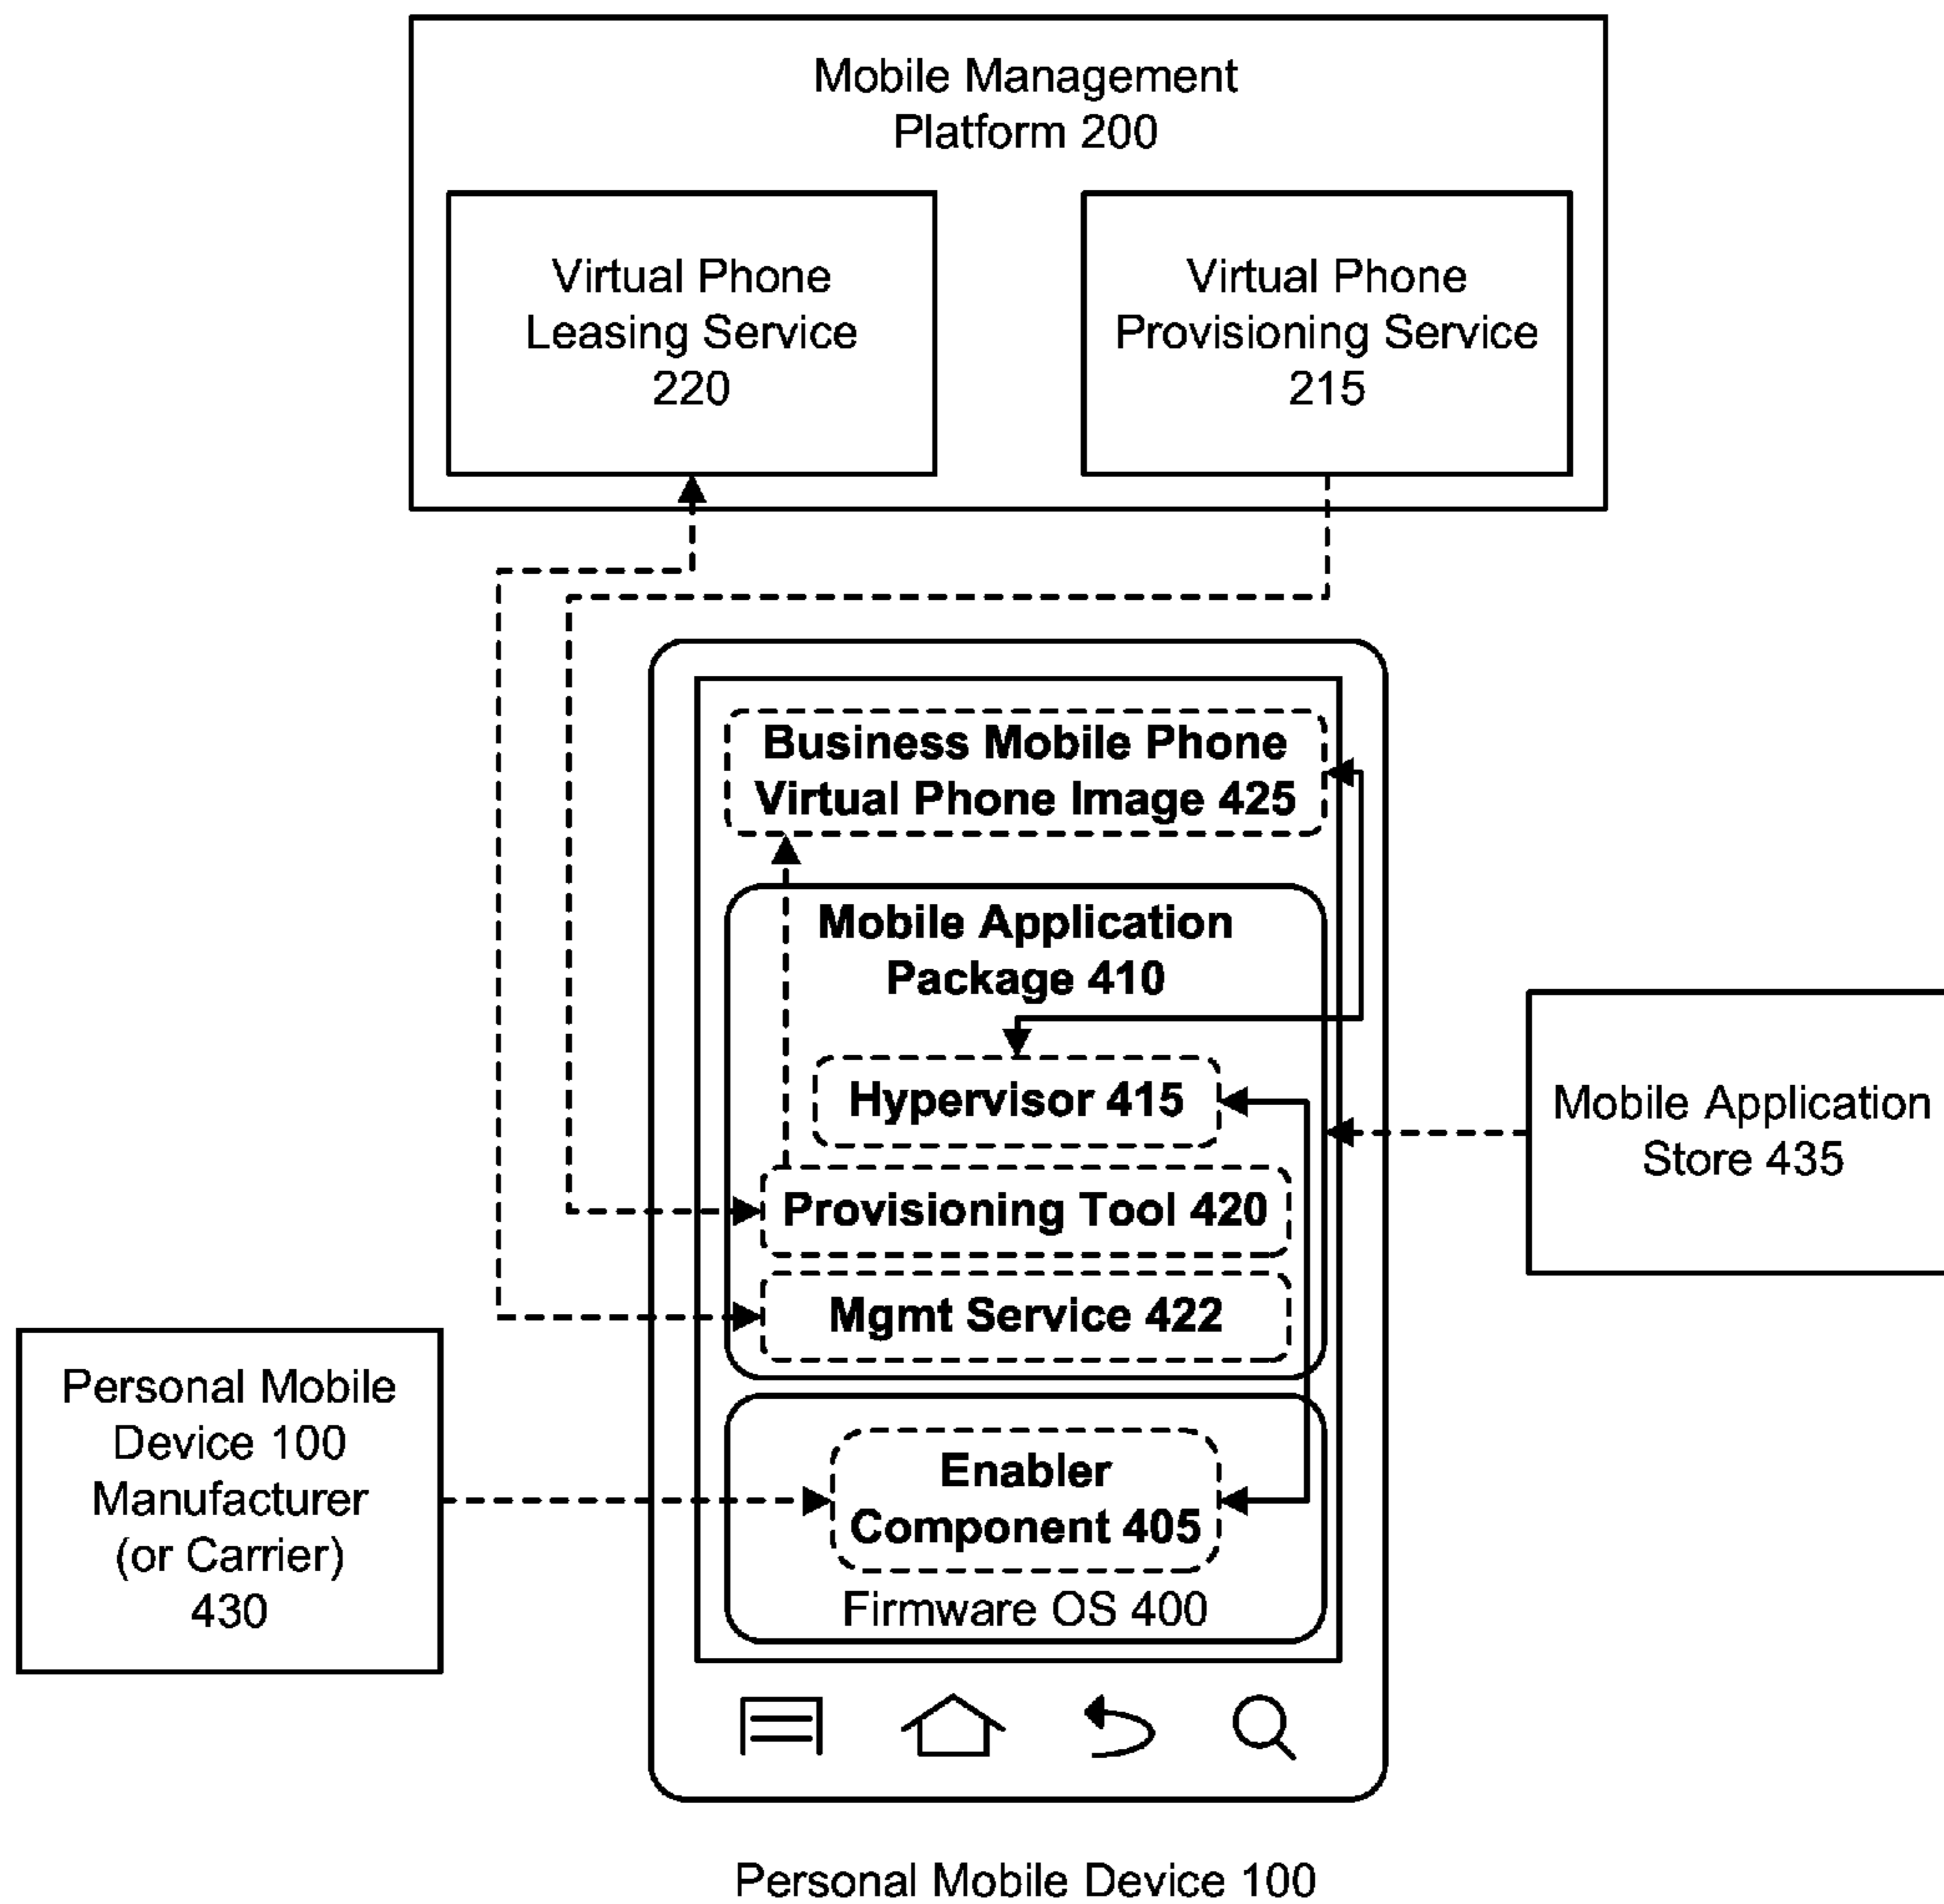 Mobile Management
Platform 200
Virtual Phone
Leasing Service
220
Virtual Phone
Provisioning Service
215
Business Mobile Phone
Virtual Phone Image 425
Mobile Application
Package 410
Hypervisor 415
Provisioning Tool 420
Mgmt Service 422
Mobile Application
Store 435
Personal Mobile
Device 100
Manufacturer
(or Carrier)
430
Enabler
Component 405
Firmware OS 400
Personal Mobile Device 100